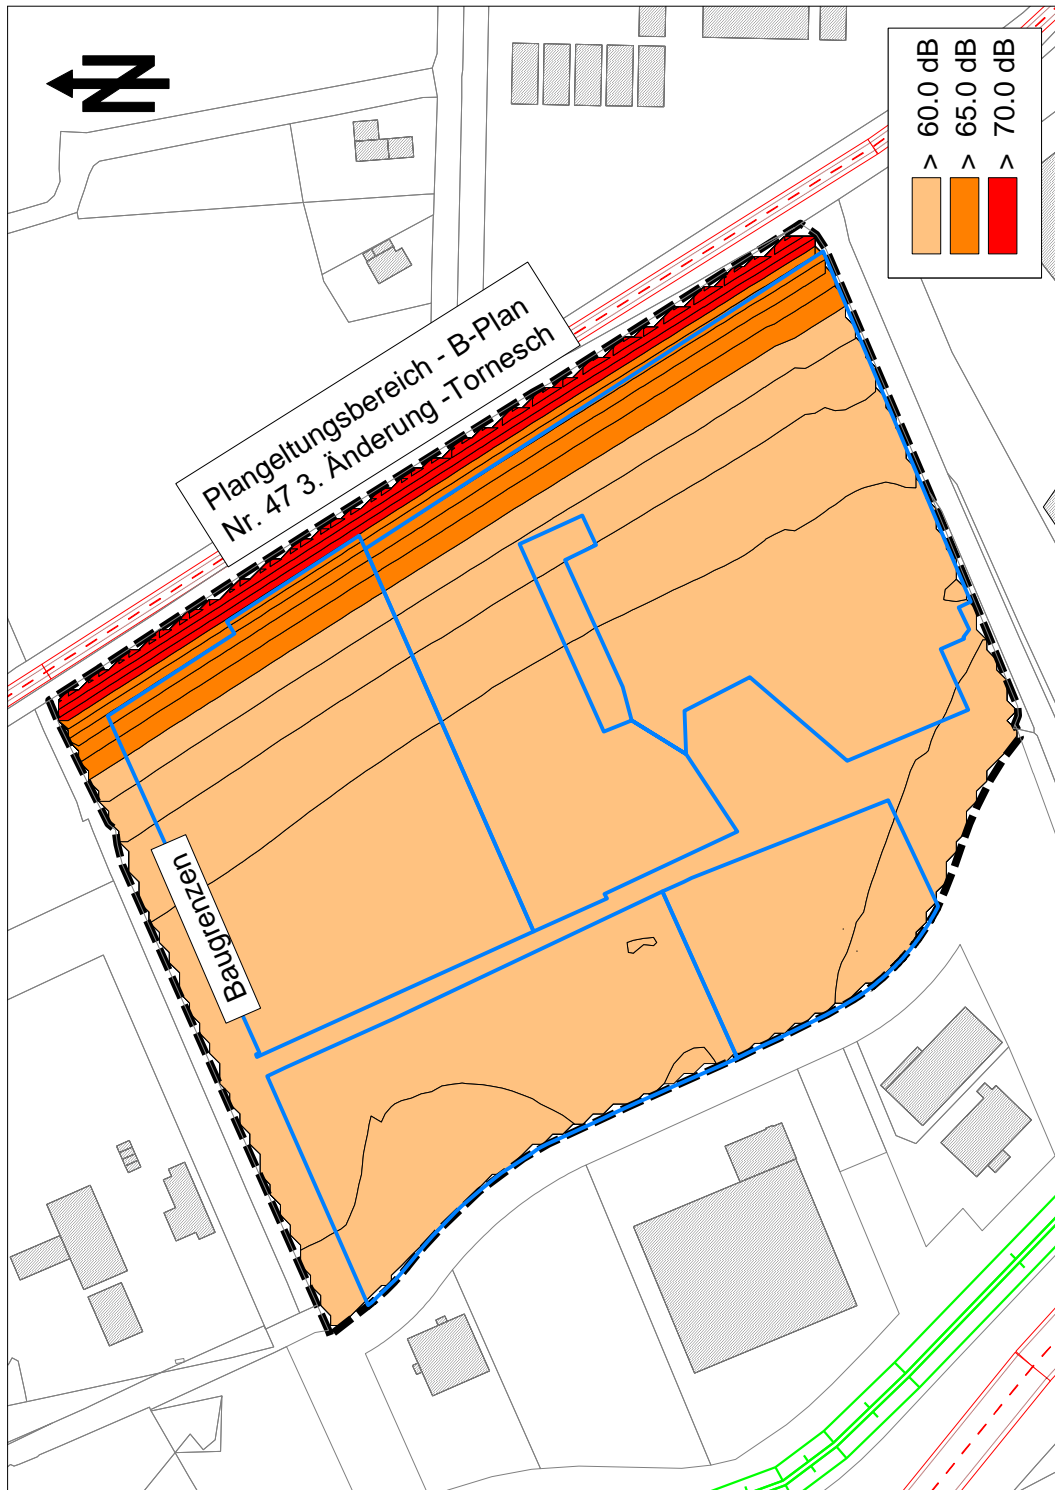 N
> 60.0 dB
> 65.0 dB
> 70.0 dB
Plangeltungsbereich - B-Plan
Nr. 47 3. Änderung -Tornesch
Baugrenzen